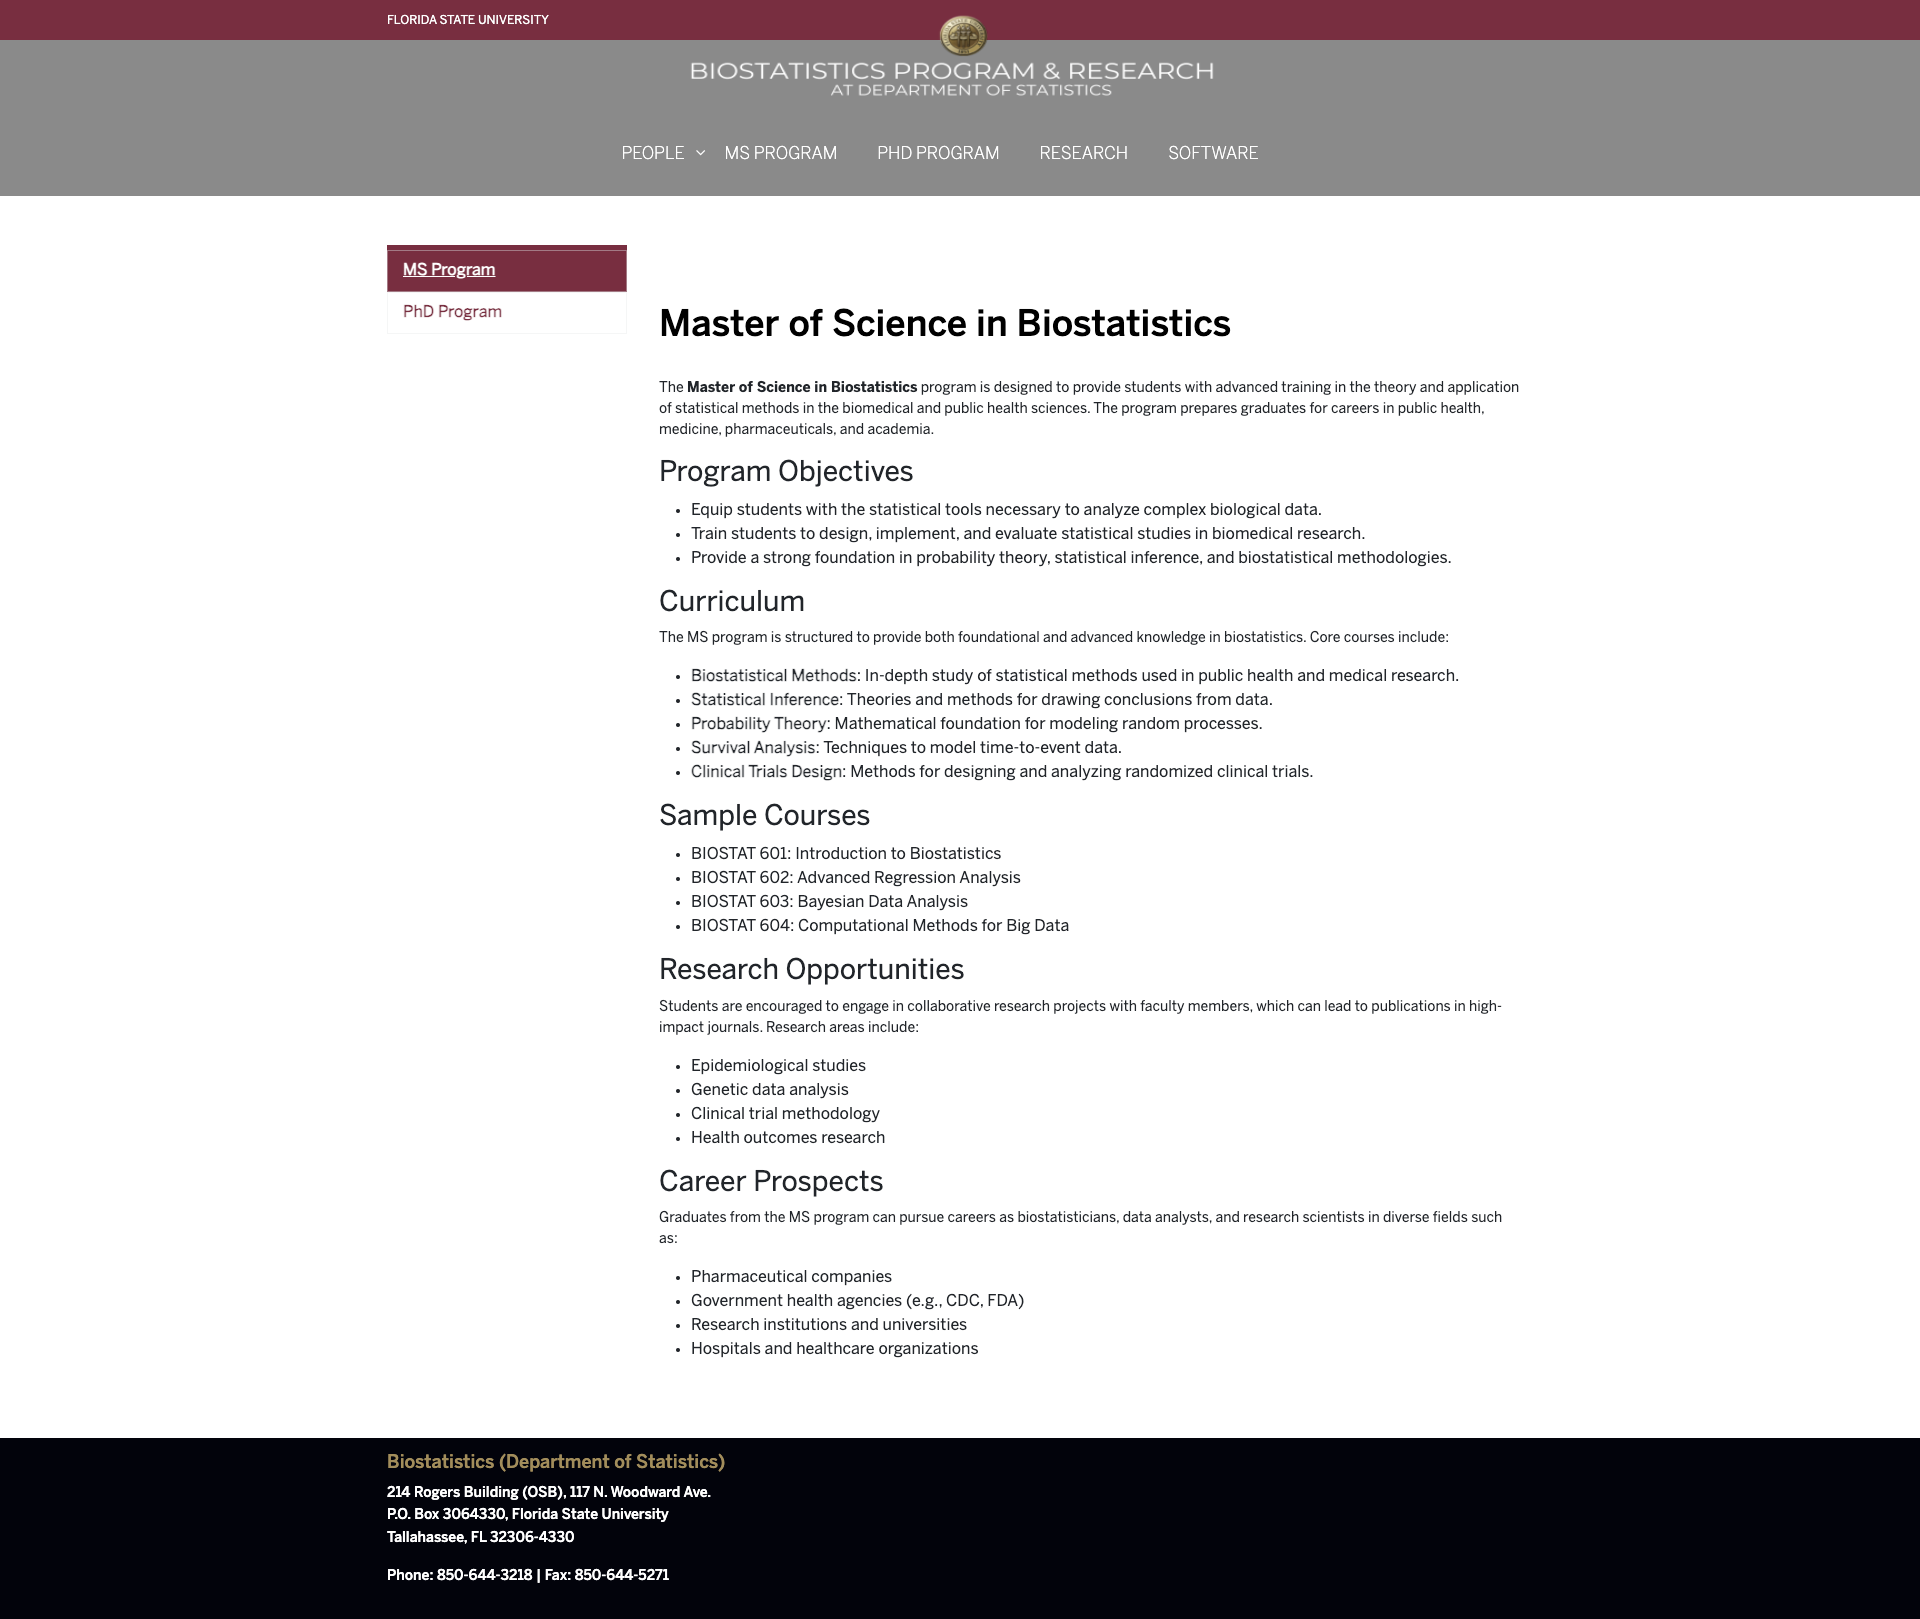 FLORIDA STATE UNIVERSITY
BIOSTATISTICS PROGRAM & RESEARCH
AT DEPARTMENT OF STATISTICS
PEOPLE MS PROGRAM PHD PROGRAM RESEARCH SOFTWARE
MS Program
PhD Program
Master of Science in Biostatistics
The Master of Science in Biostatistics program is designed to provide students with advanced training in the theory and application
of statistical methods in the biomedical and public health sciences. The program prepares graduates for careers in public health,
medicine, pharmaceuticals, and academia.
Program Objectives
• Equip students with the statistical tools necessary to analyze complex biological data.
• Train students to design, implement, and evaluate statistical studies in biomedical research.
• Provide a strong foundation in probability theory, statistical inference, and biostatistical methodologies.
Curriculum
The MS program is structured to provide both foundational and advanced knowledge in biostatistics. Core courses include:
• Biostatistical Methods: In-depth study of statistical methods used in public health and medical research.
• Statistical Inference: Theories and methods for drawing conclusions from data.
• Probability Theory: Mathematical foundation for modeling random processes.
• Survival Analysis: Techniques to model time-to-event data.
• Clinical Trials Design: Methods for designing and analyzing randomized clinical trials.
Sample Courses
• BIOSTAT 601: Introduction to Biostatistics
• BIOSTAT 602: Advanced Regression Analysis
• BIOSTAT 603: Bayesian Data Analysis
• BIOSTAT 604: Computational Methods for Big Data
Research Opportunities
Students are encouraged to engage in collaborative research projects with faculty members, which can lead to publications in high-
impact journals. Research areas include:
• Epidemiological studies
• Genetic data analysis
• Clinical trial methodology
• Health outcomes research
Career Prospects
Graduates from the MS program can pursue careers as biostatisticians, data analysts, and research scientists in diverse fields such
as:
• Pharmaceutical companies
• Government health agencies (e.g., CDC, FDA)
• Research institutions and universities
• Hospitals and healthcare organizations
Biostatistics (Department of Statistics)
214 Rogers Building (OSB), 117 N. Woodward Ave.
P.O. Box 3064330, Florida State University
Tallahassee, FL 32306-4330
Phone: 850-644-3218 | Fax: 850-644-5271